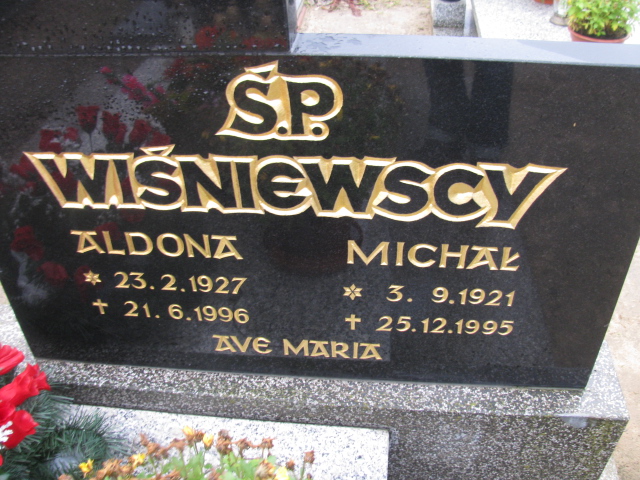 Ś.P.
WIŚNIEWSCY
ALDONA MICHAŁ
* 23.2.1927 * 3. 9.1921
† 21.6.1996 † 25.12.1995
AVE MARIA